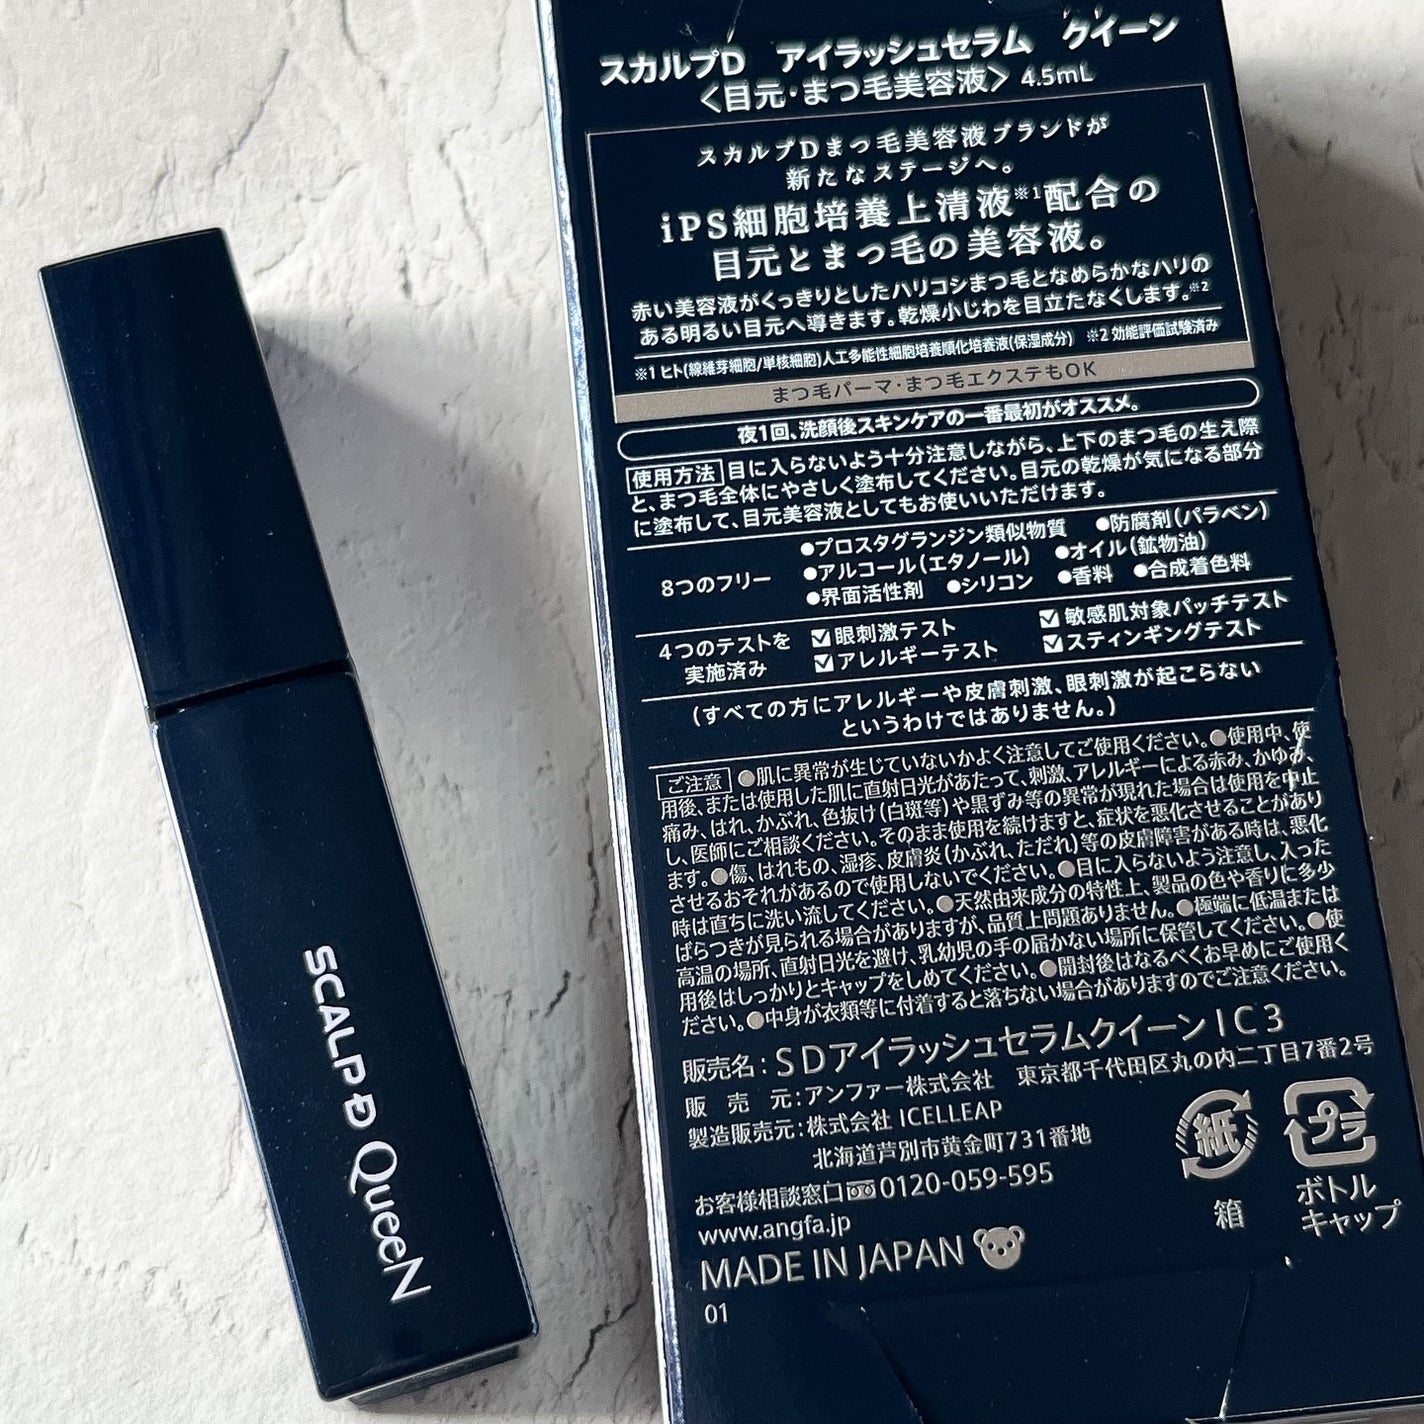 SCALP D QueeN
スカルプD アイラッシュセラム クイーン
〈目元・まつ毛美容液〉 4.5mL
スカルプDまつ毛美容液ブランドが
新たなステージへ。
iPS細胞培養上清液※1配合の
目元とまつ毛の美容液。
赤い美容液がくっきりとしたハリコシまつ毛となめらかなハリの
ある明るい目元へ導きます。乾燥小じわを目立たなくします。※2
※1 ヒト(線維芽細胞/単核細胞)人工多能性細胞培養順化培養液(保湿成分) ※2 効能評価試験済み
まつ毛パーマ・まつ毛エクステもOK
夜1回、洗顔後スキンケアの一番最初がオススメ。
使用方法 目に入らないよう十分注意しながら、上下のまつ毛の生え際
と、まつ毛全体にやさしく塗布してください。目元の乾燥が気になる部分
に塗布して、目元美容液としてもお使いいただけます。
8つのフリー
●プロスタグランジン類似物質 ●防腐剤(パラベン)
●アルコール(エタノール) ●オイル(鉱物油)
●界面活性剤 ●シリコン ●香料 ●合成着色料
4つのテストを
実施済み
☑眼刺激テスト ☑敏感肌対象パッチテスト
☑アレルギーテスト ☑スティンギングテスト
(すべての方にアレルギーや皮膚刺激、眼刺激が起こらない
というわけではありません。)
ご注意 ●肌に異常が生じていないかよく注意してご使用ください。●使用中、使
用後、または使用した肌に直射日光があたって、刺激、アレルギーによる赤み、かゆみ、
痛み、はれ、かぶれ、色抜け(白斑等)や黒ずみ等の異常が現れた場合は使用を中止
し、医師にご相談ください。そのまま使用を続けますと、症状を悪化させることがあり
ます。●傷、はれもの、湿疹、皮膚炎(かぶれ、ただれ)等の皮膚障害がある時は、悪化
させるおそれがあるので使用しないでください。●目に入らないよう注意し、入った
時は直ちに洗い流してください。●天然由来成分の特性上、製品の色や香りに多少
ばらつきが見られる場合がありますが、品質上問題ありません。●極端に低温または
高温の場所、直射日光を避け、乳幼児の手の届かない場所に保管してください。●使
用後はしっかりとキャップをしめてください。●開封後はなるべくお早めにご使用く
ださい。●中身が衣類等に付着すると落ちない場合がありますのでご注意ください。
販売名：SDアイラッシュセラムクイーンIC3
販 売 元：アンファー株式会社 東京都千代田区丸の内二丁目7番2号
製造販売元：株式会社 ICELLEAP
北海道芦別市黄金町731番地
お客様相談窓口 0120-059-595
www.angfa.jp
MADE IN JAPAN
01
紙
箱
プラ
ボトル
キャップ